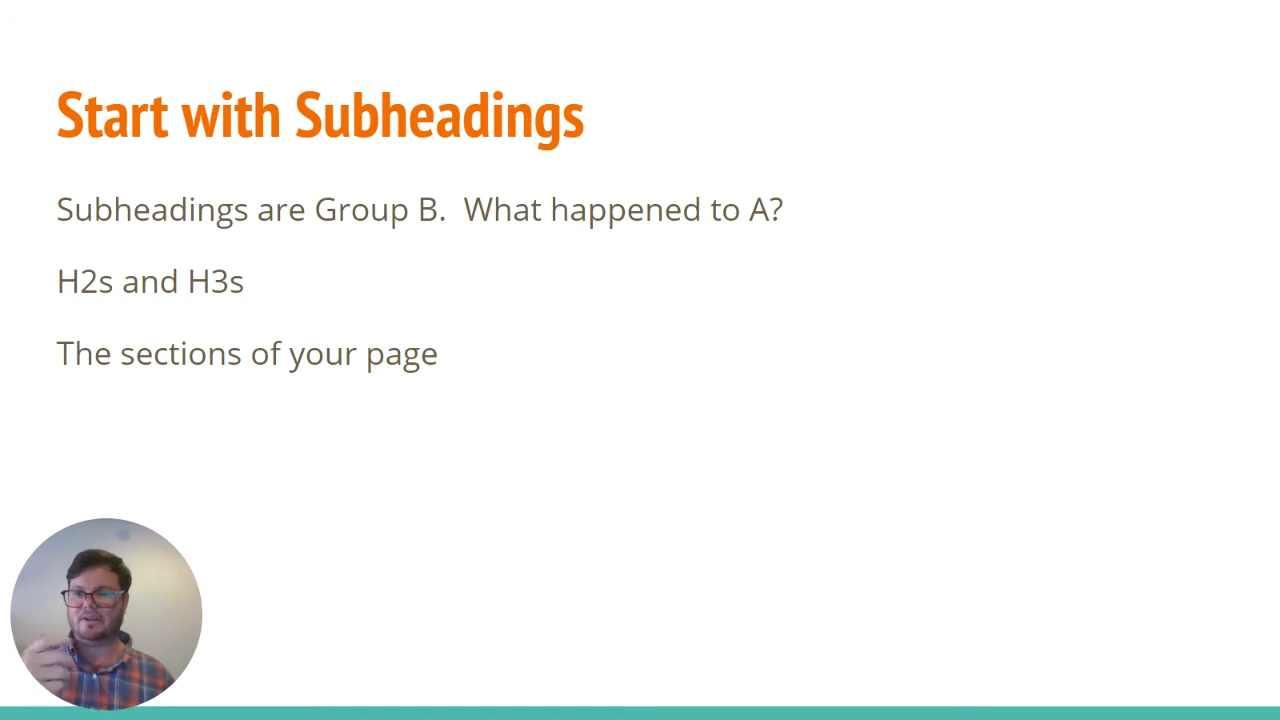 Start with Subheadings
Subheadings are Group B.  What happened to A?
H2s and H3s
The sections of your page